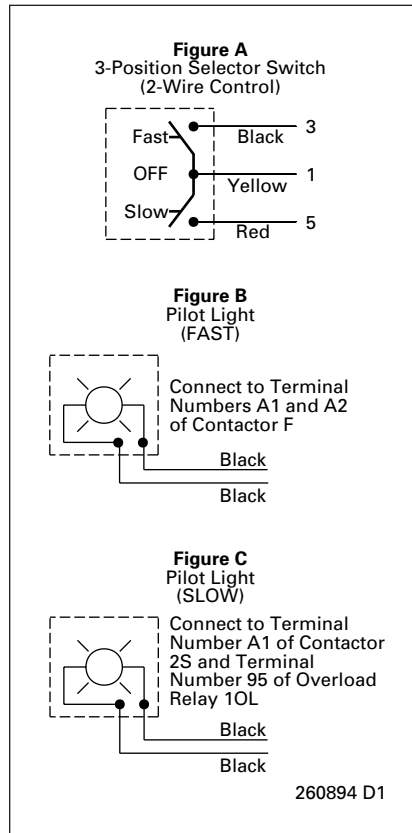 Figure A
3-Position Selector Switch
(2-Wire Control)
Fast
Black
3
OFF
Yellow
1
Slow
Red
5
Figure B
Pilot Light
(FAST)
Connect to Terminal
Numbers A1 and A2
of Contactor F
Black
Black
Figure C
Pilot Light
(SLOW)
Connect to Terminal
Number A1 of Contactor
2S and Terminal
Number 95 of Overload
Relay 1OL
Black
Black
260894 D1